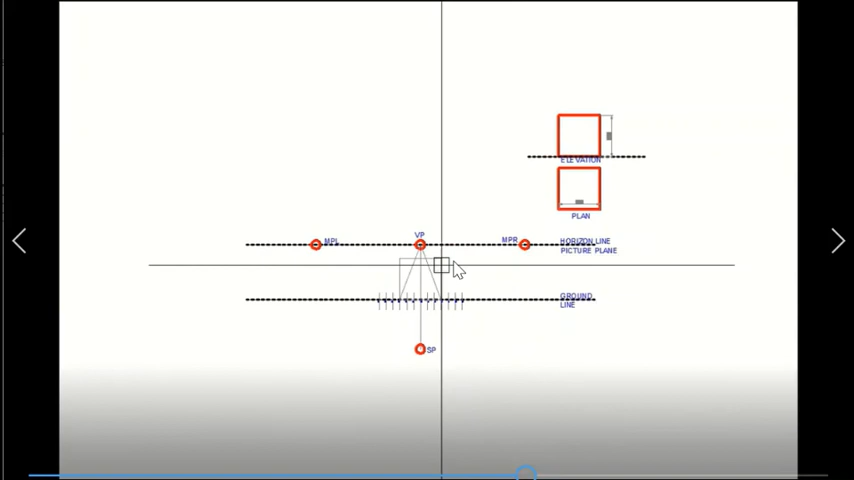 ELEVATION
PLAN
VP
MPL
MPR
HORIZON LINE
PICTURE PLANE
GROUND
LINE
SP